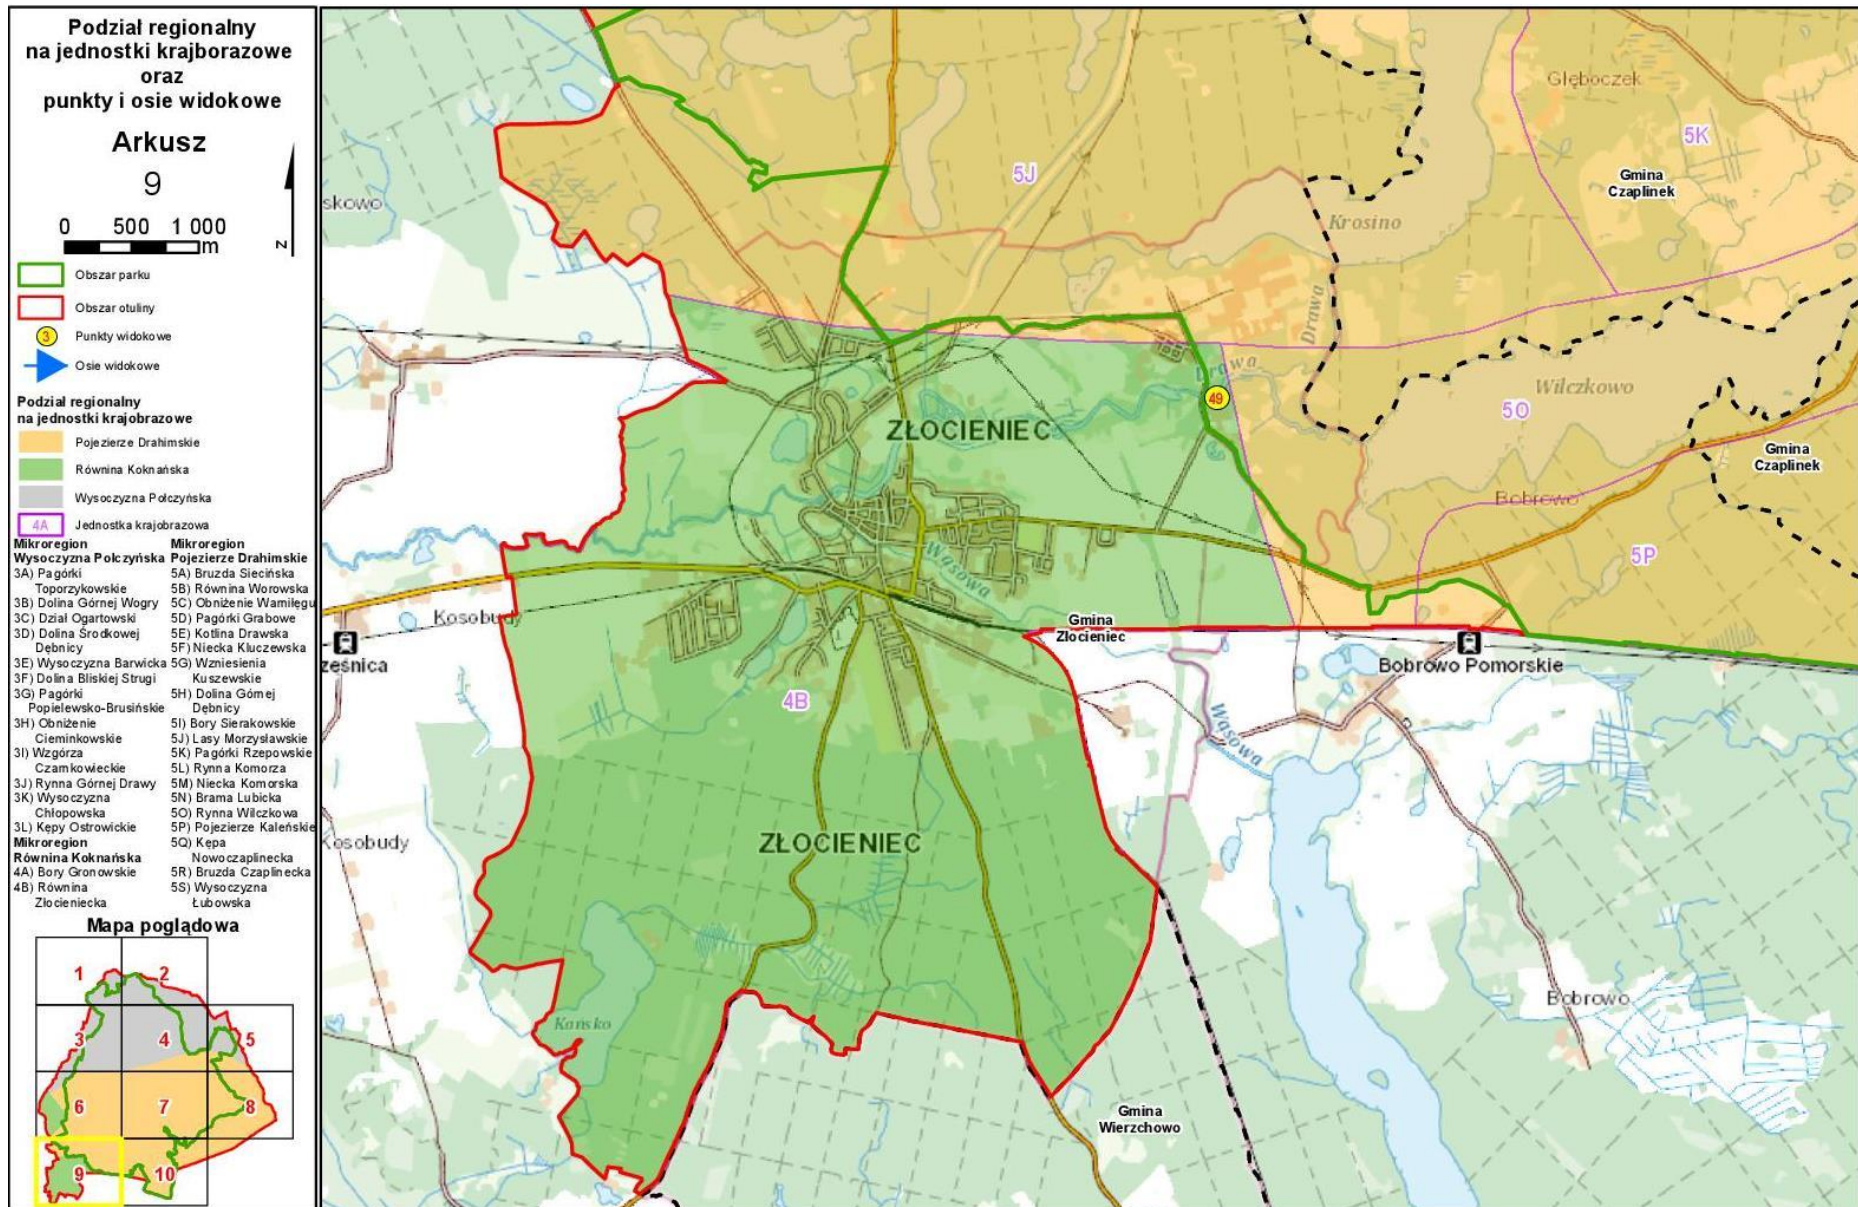 Podział regionalny
na jednostki krajborazowe
oraz
punkty i osie widokowe
Arkusz
9
0 500 1 000
m
z
Obszar parku
Obszar otuliny
3 Punkty widokowe
Osie widokowe
Podział regionalny
na jednostki krajobrazowe
Pojezierze Drahimskie
Równina Koknańska
Wysoczyzna Połczyńska
4A Jednostka krajobrazowa
Mikroregion
Wysoczyzna Połczyńska
3A) Pagórki
Toporzykowskie
3B) Dolina Górnej Wogry
3C) Dział Ogartowski
3D) Dolina Środkowej
Dębnicy
3E) Wysoczyzna Barwicka
3F) Dolina Bliskiej Strugi
3G) Pagórki
Popielewsko-Brusińskie
3H) Obniżenie
Cieminkowskie
3I) Wzgórza
Czarnkowieckie
3J) Rynna Górnej Drawy
3K) Wysoczyzna
Chłopowska
3L) Kępy Ostrowickie
Mikroregion
Równina Koknańska
4A) Bory Gronowskie
4B) Równina
Złocieniecka
Mikroregion
Pojezierze Drahimskie
5A) Bruzda Siecińska
5B) Równina Worowska
5C) Obniżenie Warniłęgu
5D) Pagórki Grabowe
5E) Kotlina Drawska
5F) Niecka Kluczewska
5G) Wzniesienia
Kuszewskie
5H) Dolina Górnej
Dębnicy
5I) Bory Sierakowskie
5J) Lasy Morzysławskie
5K) Pagórki Rzepowskie
5L) Rynna Komorza
5M) Niecka Komorska
5N) Brama Lubicka
5O) Rynna Wilczkowa
5P) Pojezierze Kaleńskie
5Q) Kępa
Nowoczaplinecka
5R) Bruzda Czaplinecka
5S) Wysoczyzna
Łubowska
Mapa poglądowa
1 2
3 4 5
6 7 8
9 10
Głęboczek
5K
Gmina
Czaplinek
5J
skowo
Krosino
Drawa
Drawa
Wilczkowo
49
5O
ZŁOCIENIEC
Gmina
Czaplinek
Bobrowo
5P
Wąsowa
Kosobudy
Gmina
Złocieniec
ześnica
Bobrowo Pomorskie
4B
Wąsowa
Kosobudy
ZŁOCIENIEC
Bobrowo
Kańsko
Gmina
Wierzchowo